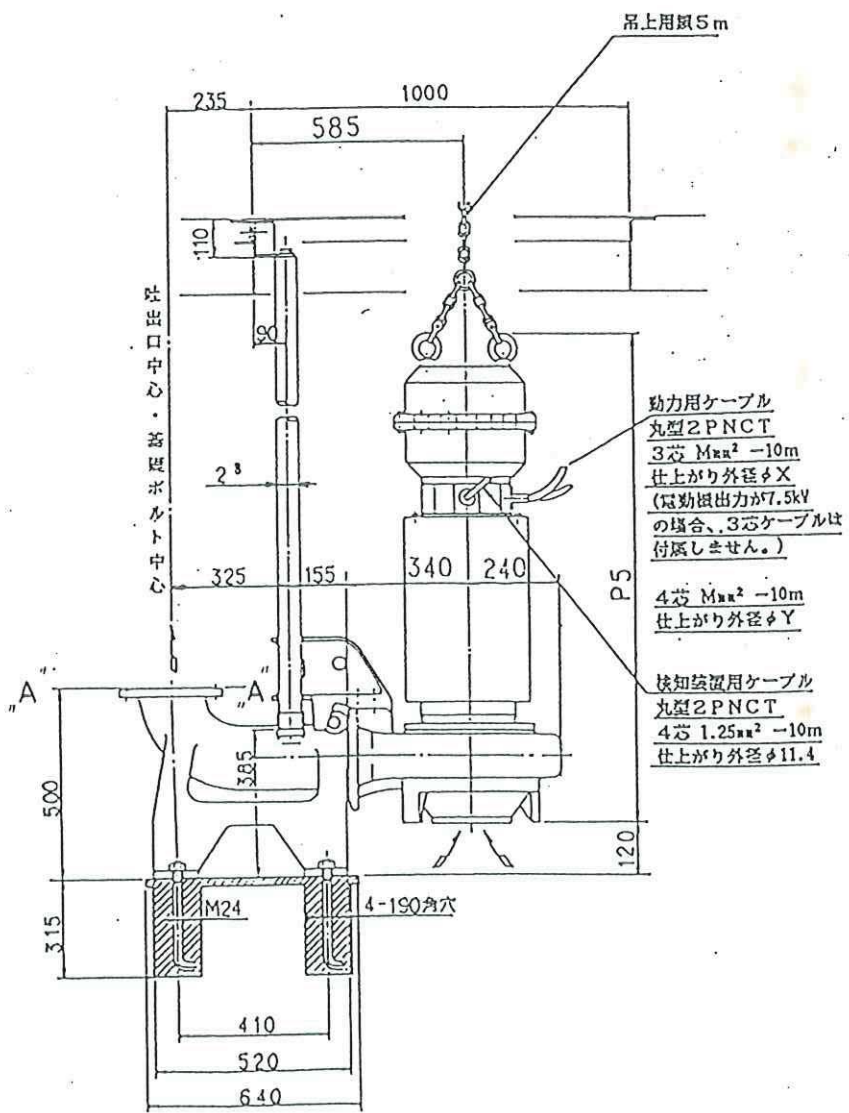 吊上用鎖5m
235
1000
585
110
80
吐出口中心・基礎ボルト中心
動力用ケーブル
丸型2PNCT
3芯 Mmm² -10m
仕上がり外径φX
(電動機出力が7.5kW
の場合、3芯ケーブルは
付属しません。)
2B
325
155
340
240
P5
4芯 Mmm² -10m
仕上がり外径φY
"A"
"A"
検知装置用ケーブル
丸型2PNCT
4芯 1.25mm² -10m
仕上がり外径φ11.4
385
500
120
M24
4-190角穴
315
410
520
640